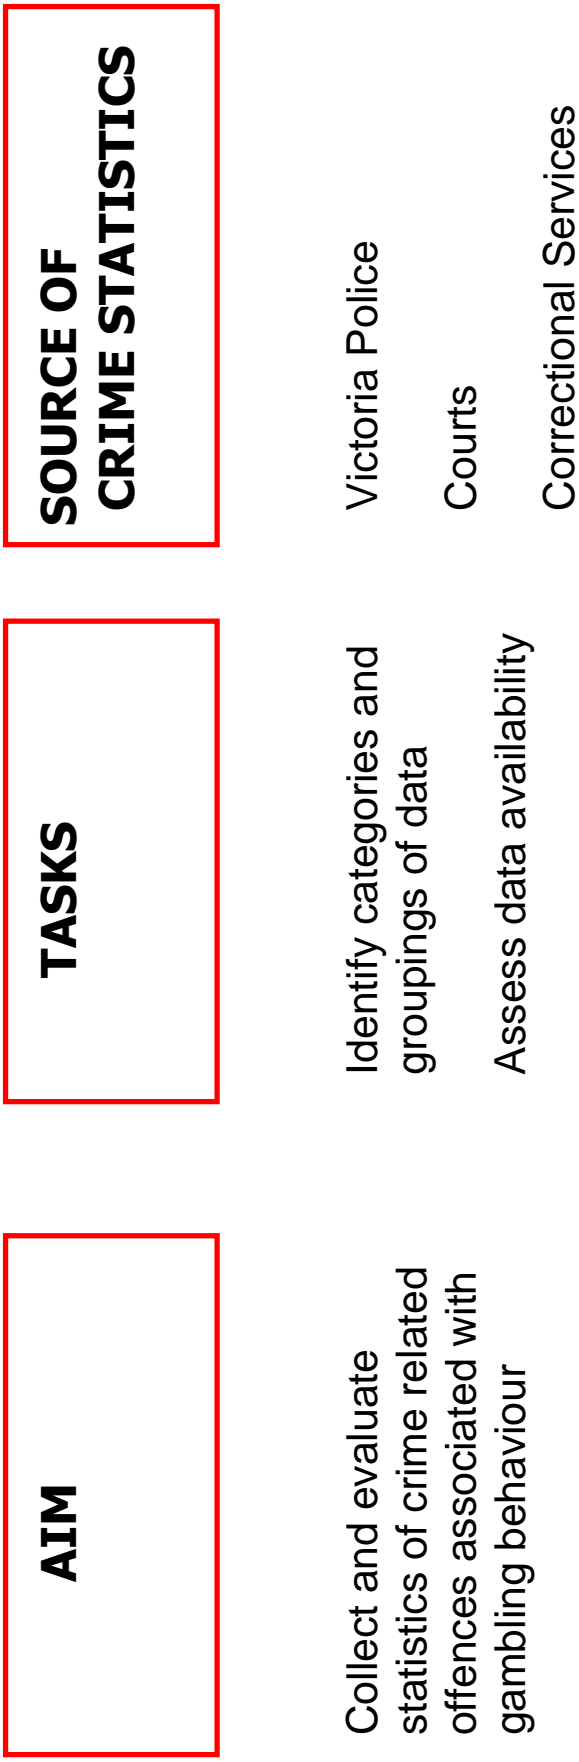 AIM
Collect and evaluate
statistics of crime related
offences associated with
gambling behaviour
TASKS
Identify categories and
groupings of data
Assess data availability
SOURCE OF
CRIME STATISTICS
Victoria Police
Courts
Correctional Services